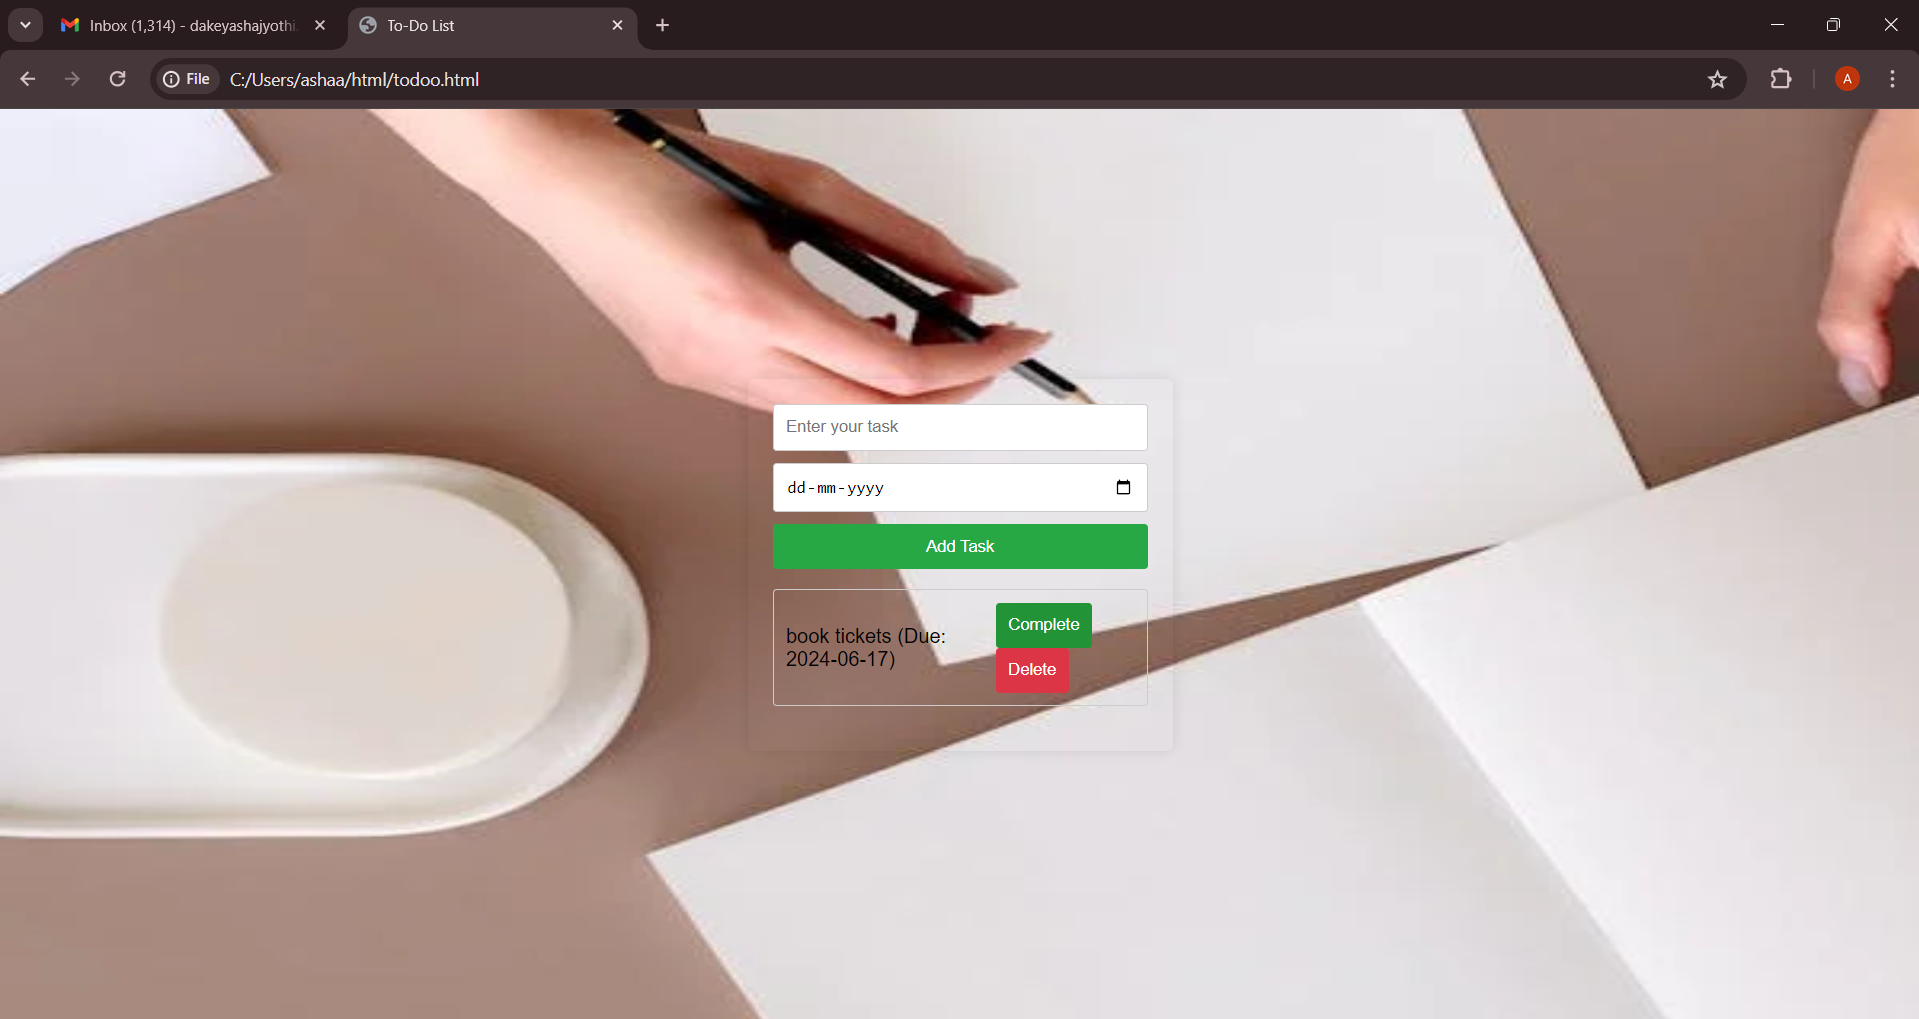 Inbox (1,314) - dakeyashajyothi
To-Do List
File
C:/Users/ashaa/html/todoo.html
A
Enter your task
dd-mm-yyyy
Add Task
book tickets (Due:
2024-06-17)
Complete
Delete